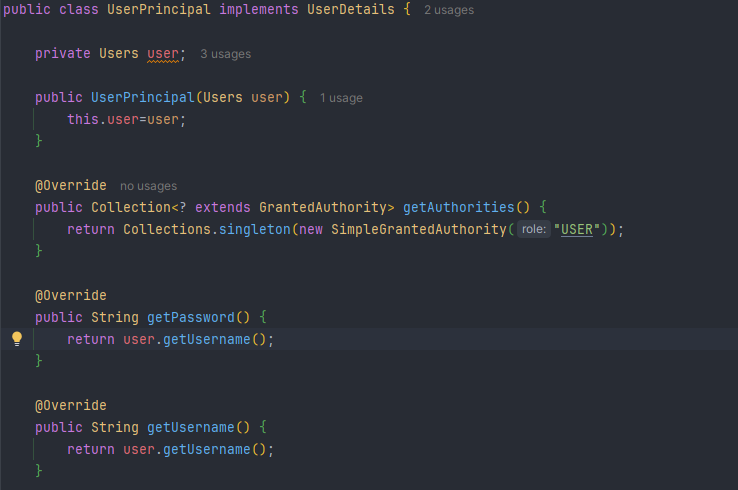 public class UserPrincipal implements UserDetails { 2 usages
private Users user; 3 usages
public UserPrincipal(Users user) { 1 usage
this.user=user;
}
@Override no usages
public Collection<? extends GrantedAuthority> getAuthorities() {
return Collections.singleton(new SimpleGrantedAuthority( role: "USER"));
}
@Override
public String getPassword() {
return user.getUsername();
}
@Override
public String getUsername() {
return user.getUsername();
}